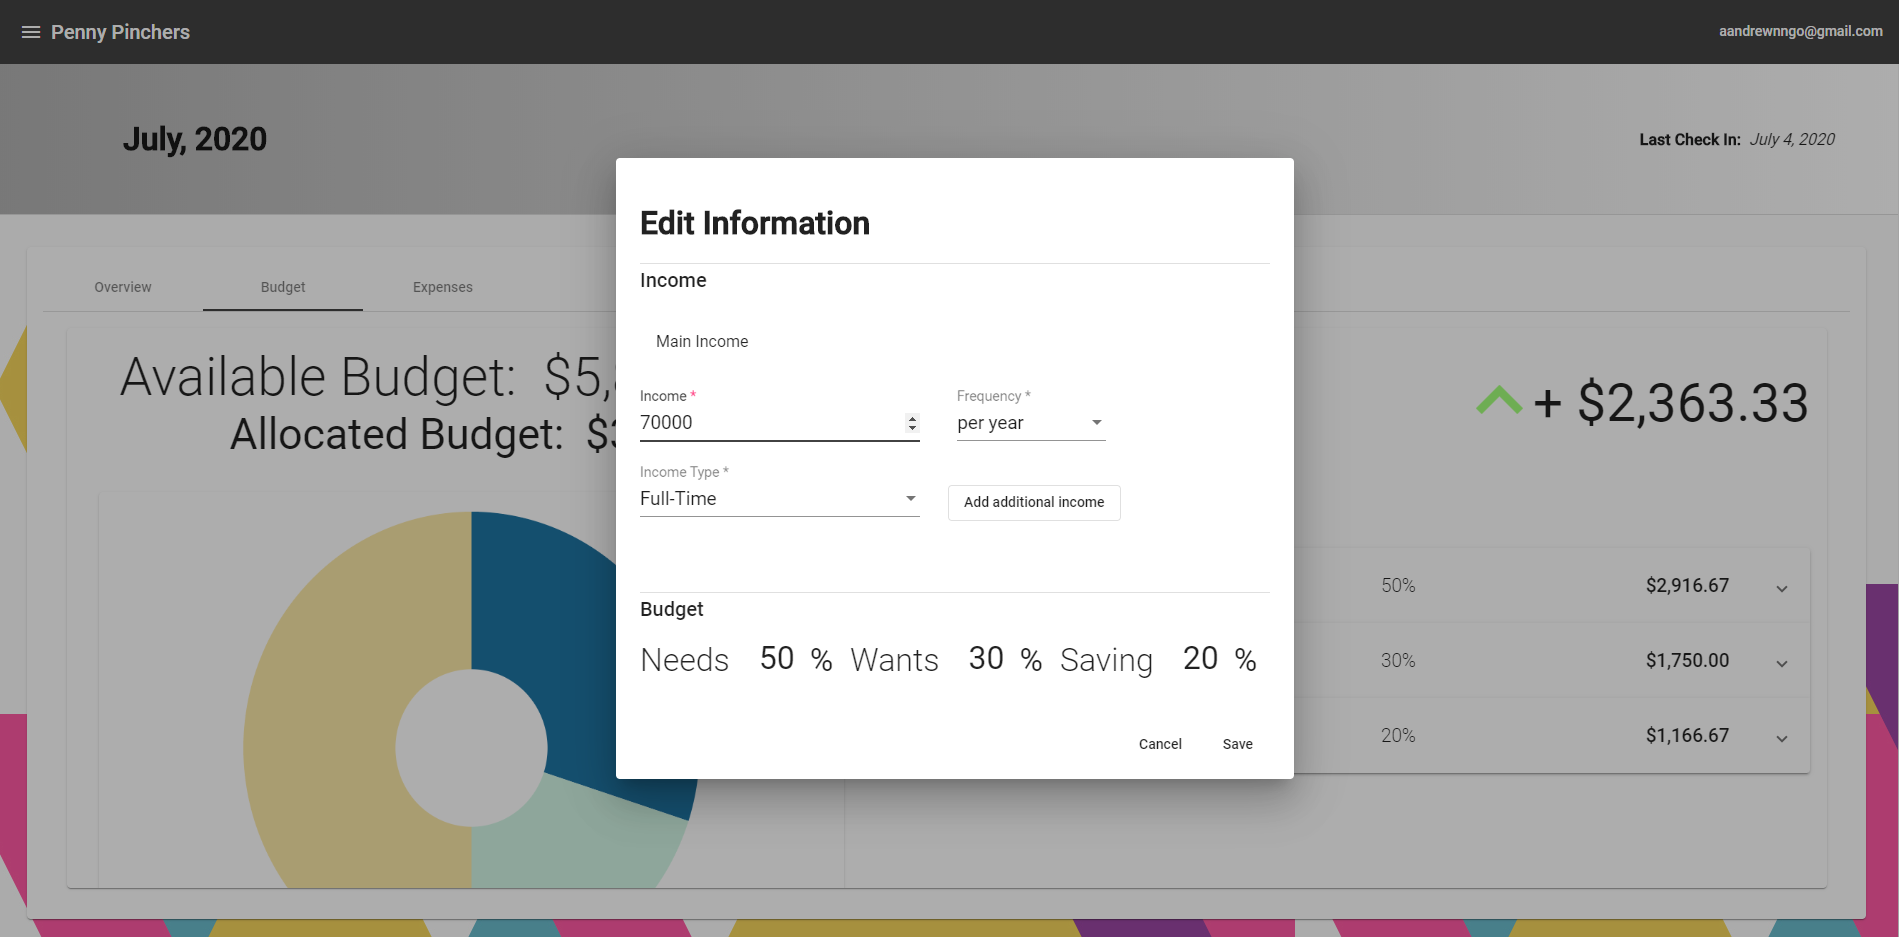 Penny Pinchers
aandrewnngo@gmail.com
July, 2020
Last Check In: July 4, 2020
Overview
Budget
Expenses
Available Budget: $5,
Allocated Budget:
+ $2,363.33
50%
$2,916.67
30%
$1,750.00
20%
$1,166.67
Edit Information
Income
Main Income
Income *
70000
Frequency *
per year
Income Type *
Full-Time
Add additional income
Budget
Needs 50 % Wants 30 % Saving 20 %
Cancel
Save